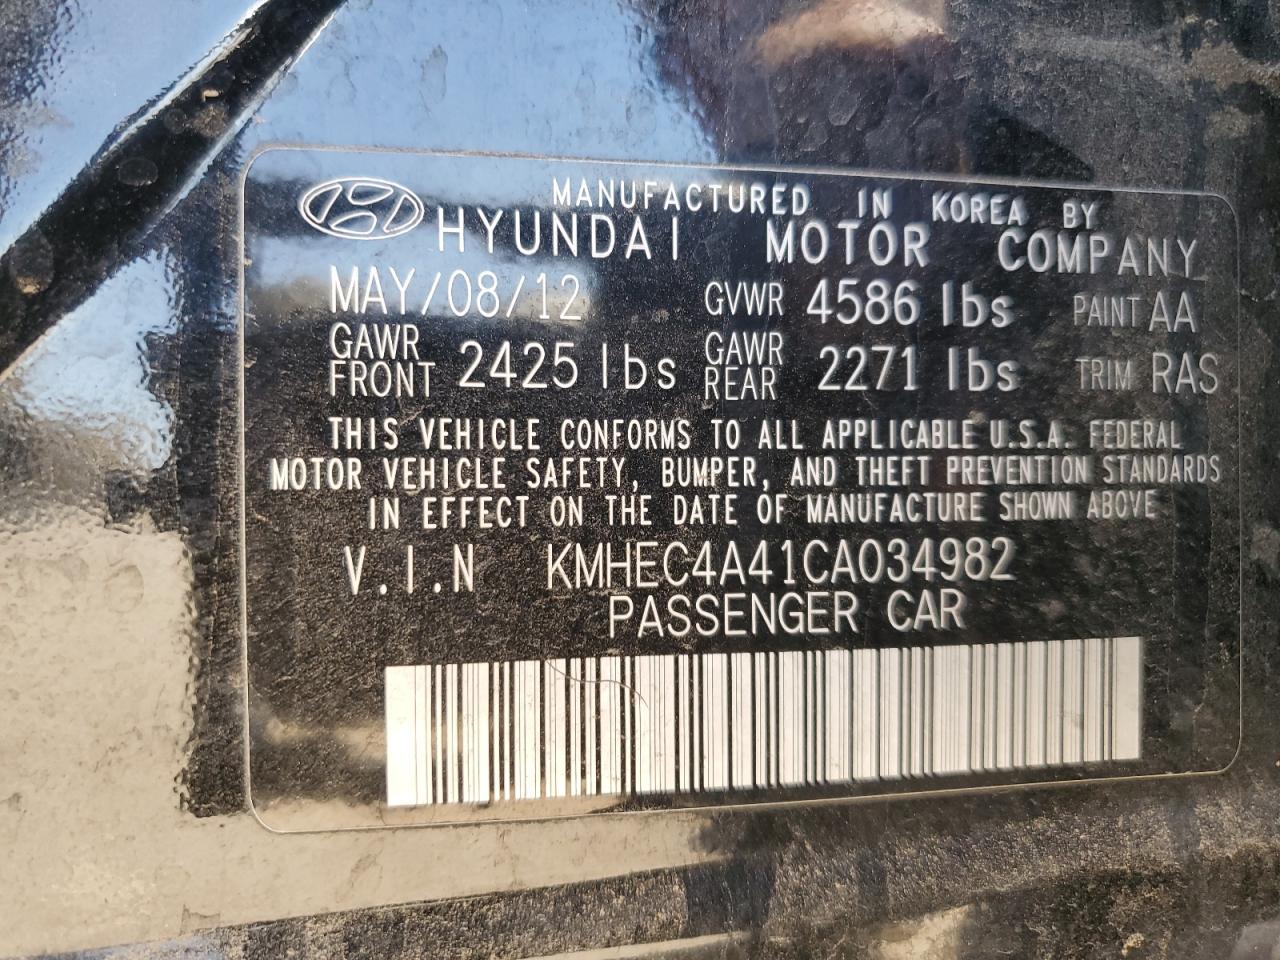 MANUFACTURED IN KOREA BY
HYUNDAI MOTOR COMPANY
MAY/08/12 GVWR 4586 lbs PAINT AA
GAWR FRONT 2425 lbs GAWR REAR 2271 lbs TRIM RAS
THIS VEHICLE CONFORMS TO ALL APPLICABLE U.S.A. FEDERAL
MOTOR VEHICLE SAFETY, BUMPER, AND THEFT PREVENTION STANDARDS
IN EFFECT ON THE DATE OF MANUFACTURE SHOWN ABOVE
V.I.N KMHEC4A41CA034982
PASSENGER CAR